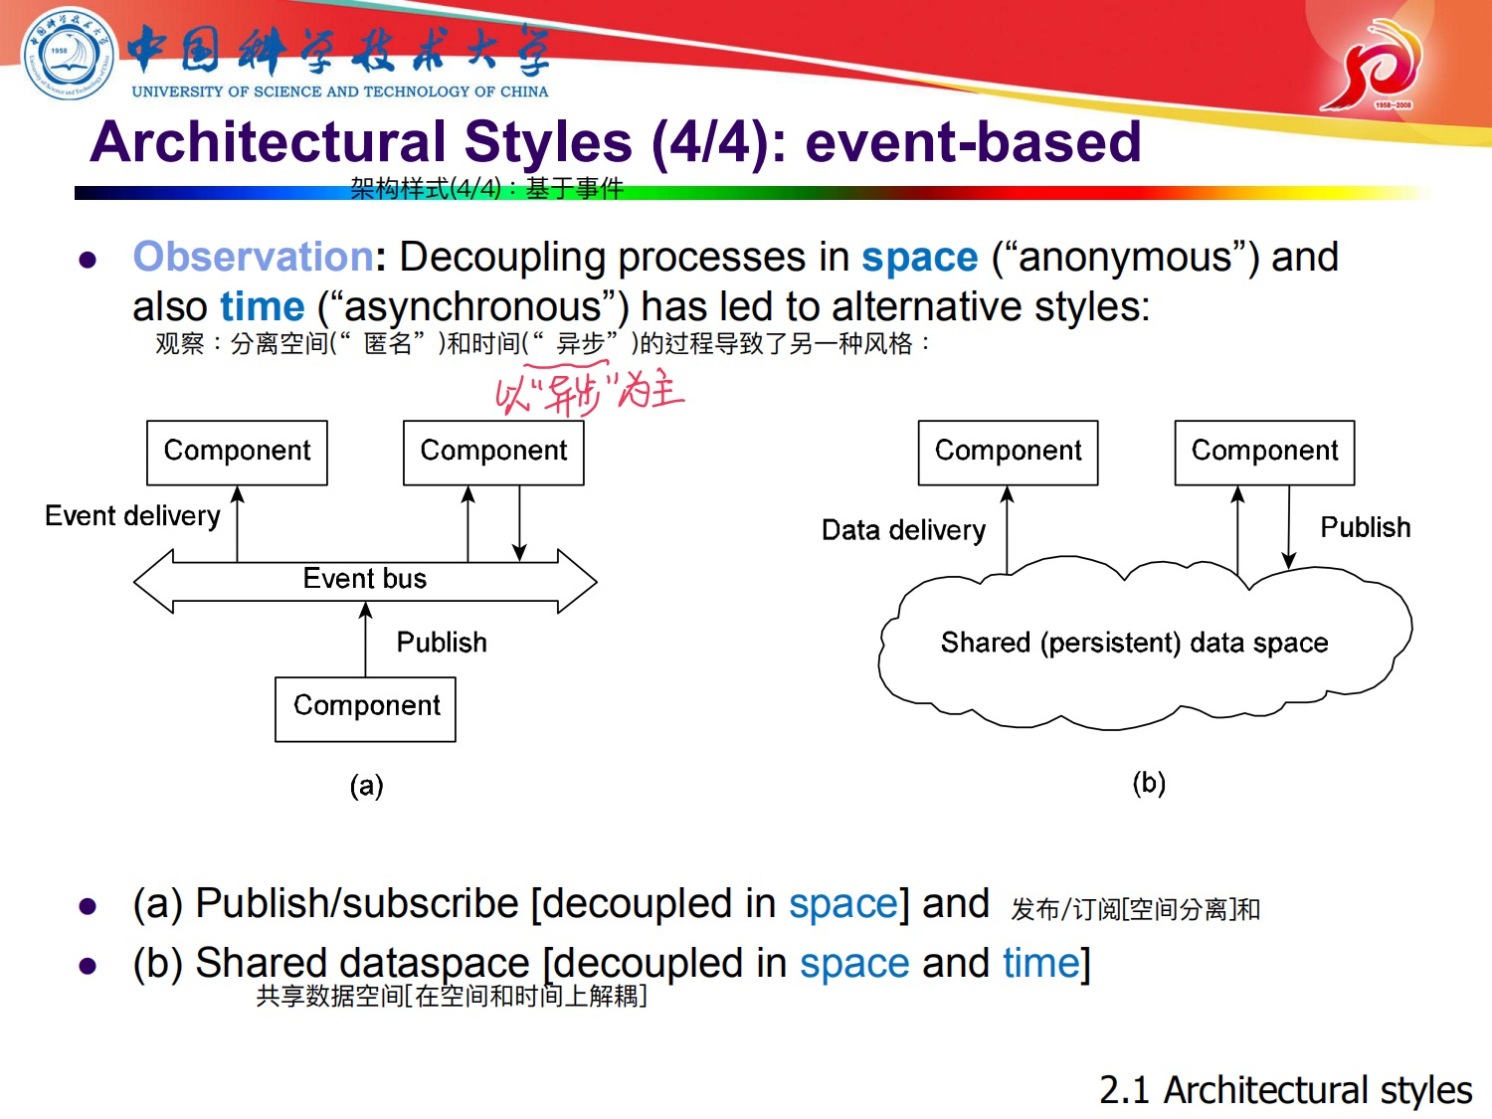 中国科学技术大学
UNIVERSITY OF SCIENCE AND TECHNOLOGY OF CHINA
1958
1958-2008
Architectural Styles (4/4): event-based
架构样式(4/4)：基于事件
Observation: Decoupling processes in space (“anonymous”) and
also time (“asynchronous”) has led to alternative styles:
观察：分离空间(“ 匿名” )和时间(“ 异步” )的过程导致了另一种风格：
以“异步”为主
Component
Component
Event delivery
Event bus
Publish
Component
(a)
Component
Component
Data delivery
Publish
Shared (persistent) data space
(b)
(a) Publish/subscribe [decoupled in space] and
发布/订阅[空间分离]和
(b) Shared dataspace [decoupled in space and time]
共享数据空间[在空间和时间上解耦]
2.1 Architectural styles